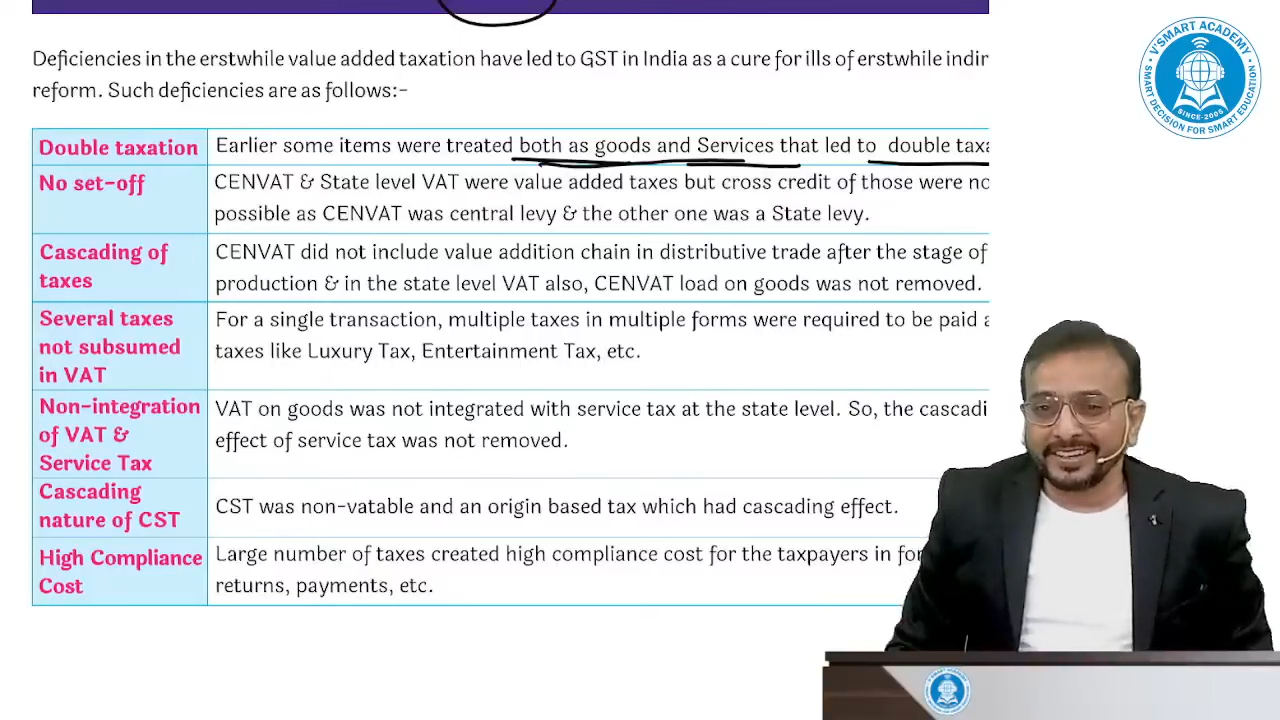 Deficiencies in the erstwhile value added taxation have led to GST in India as a cure for ills of erstwhile indir
reform. Such deficiencies are as follows:-
Double taxation
Earlier some items were treated both as goods and Services that led to double taxa
No set-off
CENVAT & State level VAT were value added taxes but cross credit of those were no
possible as CENVAT was central levy & the other one was a State levy.
Cascading of
taxes
CENVAT did not include value addition chain in distributive trade after the stage of
production & in the state level VAT also, CENVAT load on goods was not removed.
Several taxes
not subsumed
in VAT
For a single transaction, multiple taxes in multiple forms were required to be paid a
taxes like Luxury Tax, Entertainment Tax, etc.
Non-integration
of VAT &
Service Tax
VAT on goods was not integrated with service tax at the state level. So, the cascadi
effect of service tax was not removed.
Cascading
nature of CST
CST was non-vatable and an origin based tax which had cascading effect.
High Compliance
Cost
Large number of taxes created high compliance cost for the taxpayers in for
returns, payments, etc.
V'SMART ACADEMY
SMART DECISION FOR SMART EDUCATION
SINCE-2005